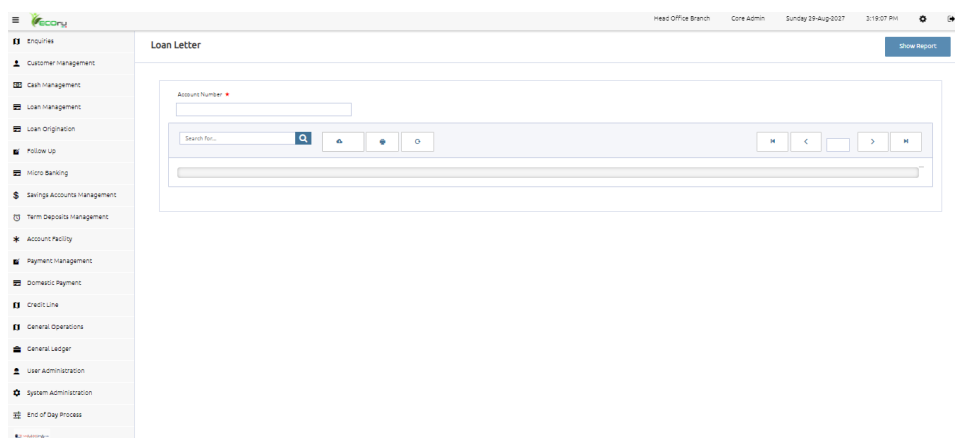 ECORY
Head Office Branch Core Admin Sunday 29-Aug-2027 3:19:07 PM
Enquiries
Customer Management
Cash Management
Loan Management
Loan Origination
Follow Up
Micro Banking
Savings Accounts Management
Term Deposits Management
Account Facility
Payment Management
Domestic Payment
Credit Line
General Operations
General Ledger
User Administration
System Administration
End of Day Process
Loan Letter
Show Report
Account Number
Search for...